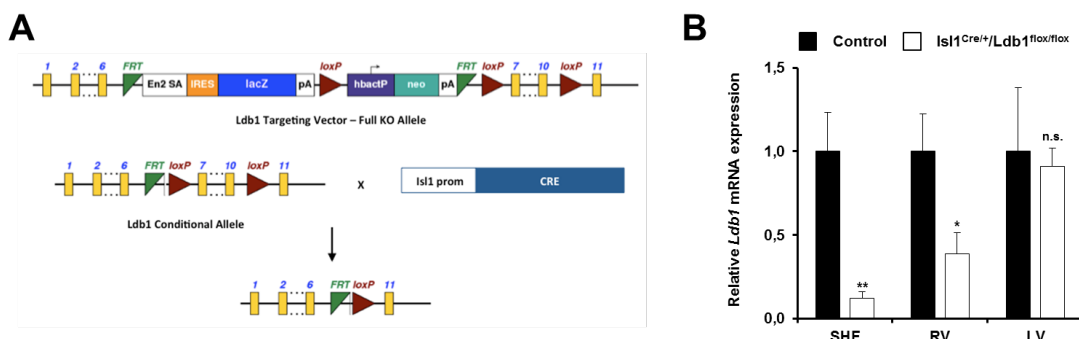 A
1 2 6 FRT loxP FRT 7 10 11
loxP loxP
En2 SA IRES lacZ pA hbactP neo pA
Ldb1 Targeting Vector – Full KO Allele
1 2 6 FRT loxP 7 10 loxP 11
x
Isl1 prom CRE
Ldb1 Conditional Allele
1 2 6 FRT loxP 11
B
Control Isl1Cre/+/Ldb1flox/flox
Relative Ldb1 mRNA expression
1,5
1,0
0,5
0,0
**
*
n.s.
SHF RV LV